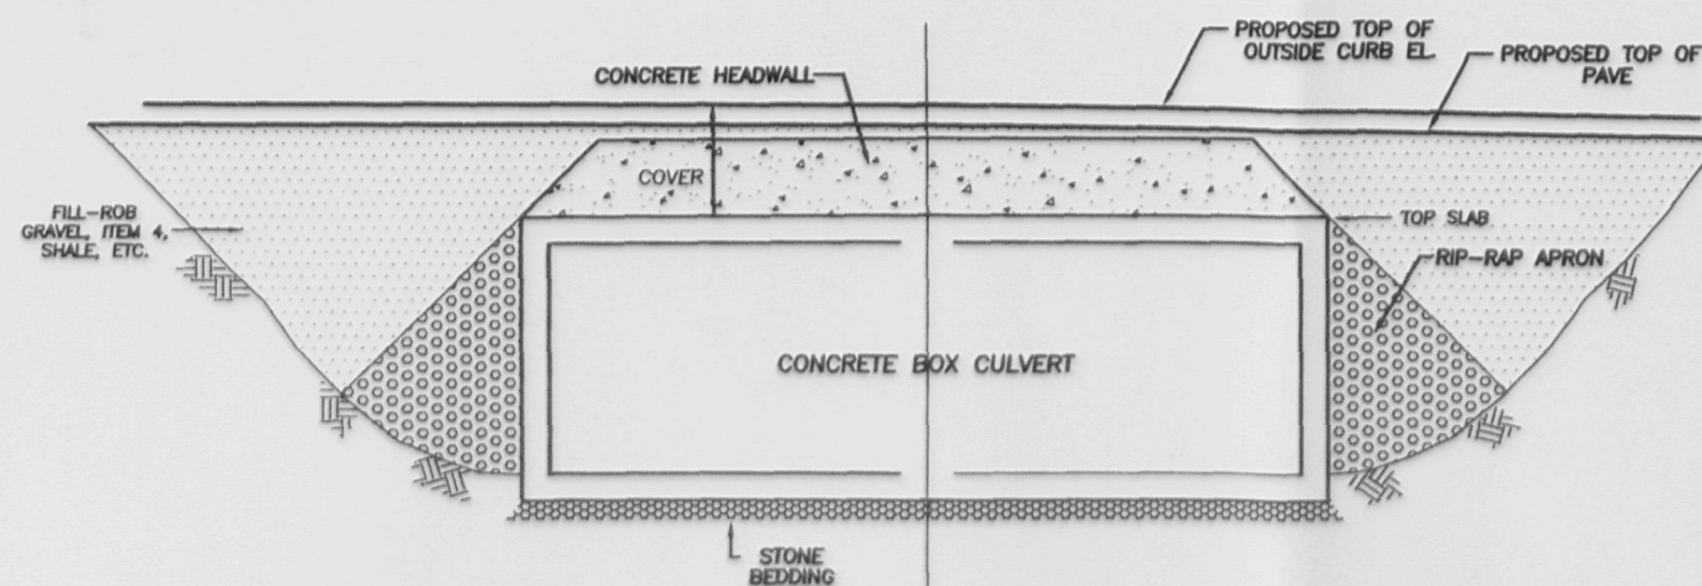 PROPOSED TOP OF
OUTSIDE CURB EL.
PROPOSED TOP OF
PAVE
CONCRETE HEADWALL
COVER
FILL-ROB
GRAVEL, ITEM 4,
SHALE, ETC.
TOP SLAB
RIP-RAP APRON
CONCRETE BOX CULVERT
STONE
BEDDING